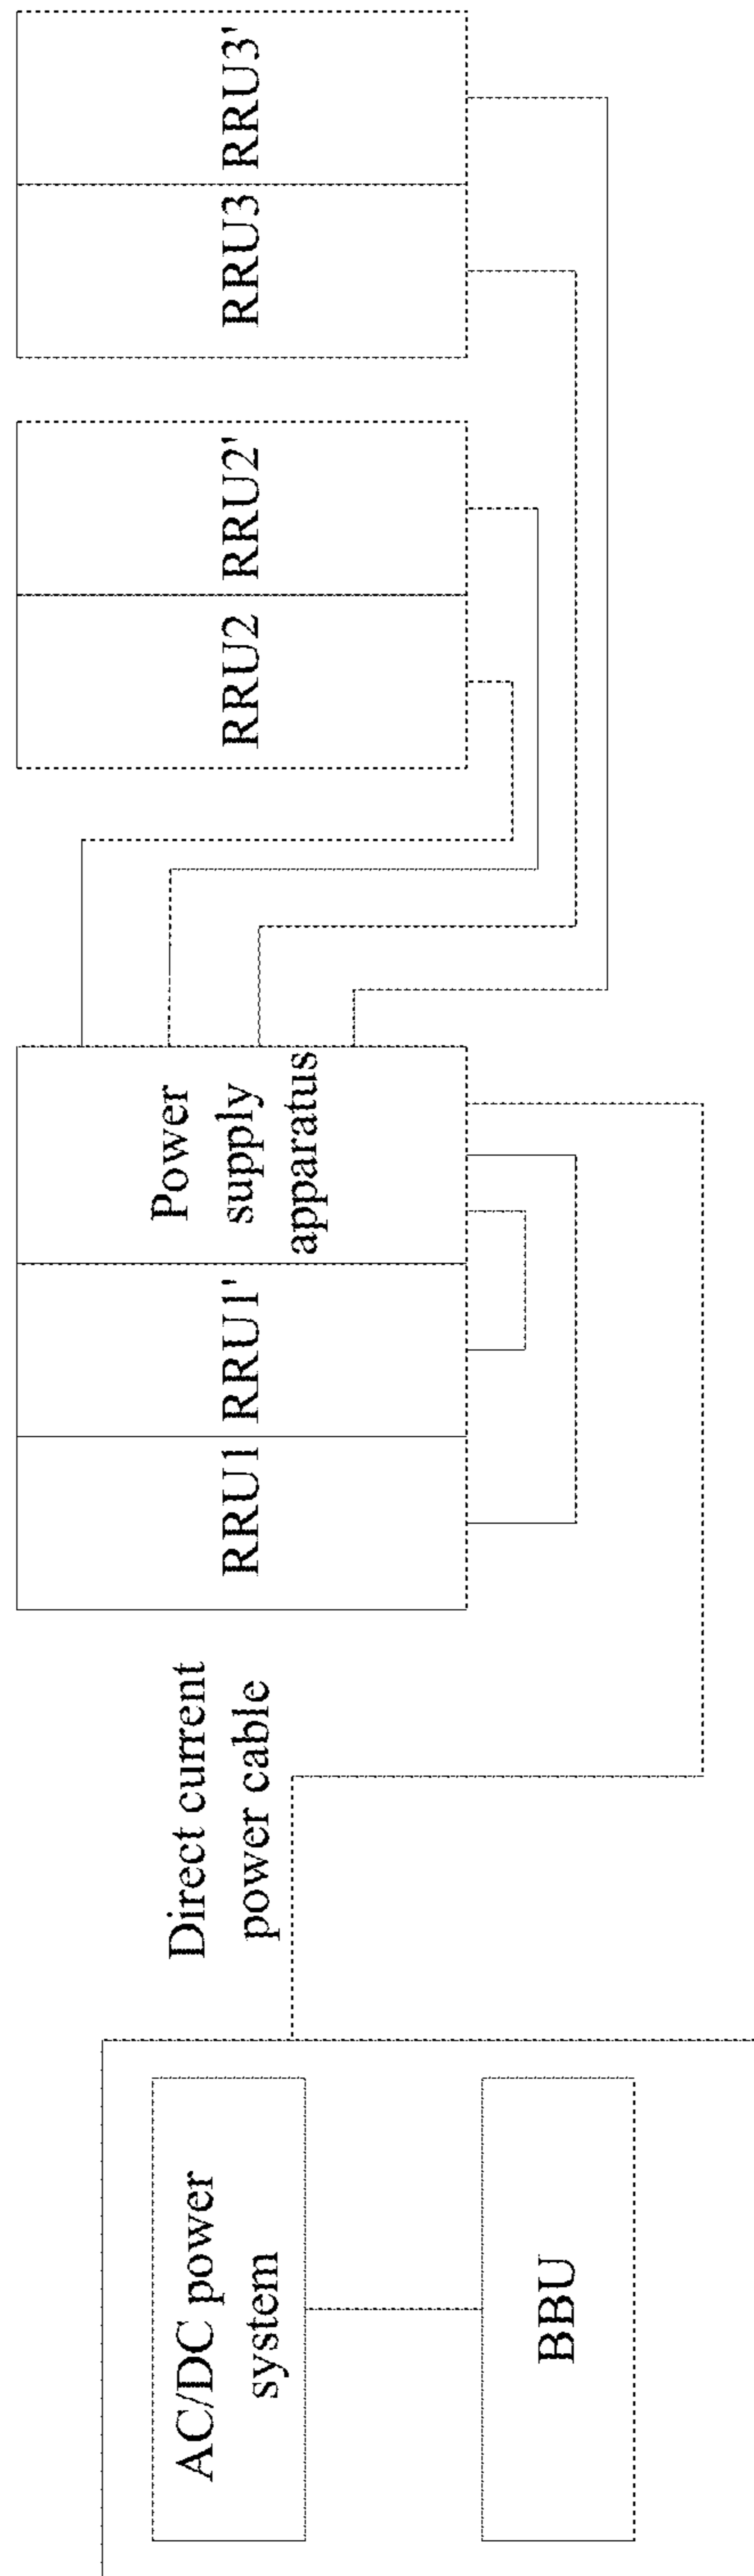 AC/DC power
system
BBU
Direct current
power cable
RRU1
RRU1'
Power
supply
apparatus
RRU2
RRU2'
RRU3
RRU3'